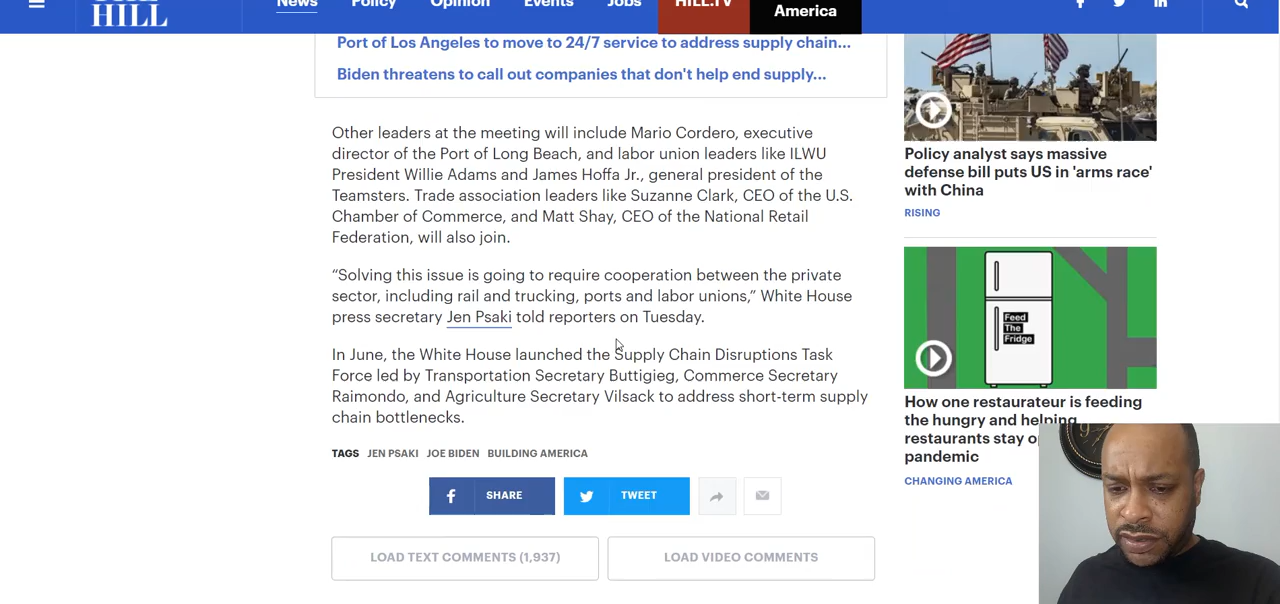 THE
HILL
News
Policy
Opinion
Events
Jobs
HILL.TV
America
Port of Los Angeles to move to 24/7 service to address supply chain...
Biden threatens to call out companies that don't help end supply...
Other leaders at the meeting will include Mario Cordero, executive
director of the Port of Long Beach, and labor union leaders like ILWU
President Willie Adams and James Hoffa Jr., general president of the
Teamsters. Trade association leaders like Suzanne Clark, CEO of the U.S.
Chamber of Commerce, and Matt Shay, CEO of the National Retail
Federation, will also join.
“Solving this issue is going to require cooperation between the private
sector, including rail and trucking, ports and labor unions,” White House
press secretary Jen Psaki told reporters on Tuesday.
In June, the White House launched the Supply Chain Disruptions Task
Force led by Transportation Secretary Buttigieg, Commerce Secretary
Raimondo, and Agriculture Secretary Vilsack to address short-term supply
chain bottlenecks.
TAGS JEN PSAKI JOE BIDEN BUILDING AMERICA
SHARE
TWEET
LOAD TEXT COMMENTS (1,937)
LOAD VIDEO COMMENTS
Policy analyst says massive
defense bill puts US in 'arms race'
with China
RISING
Feed
The
Fridge
How one restaurateur is feeding
the hungry and helping
restaurants stay
pandemic
CHANGING AMERICA